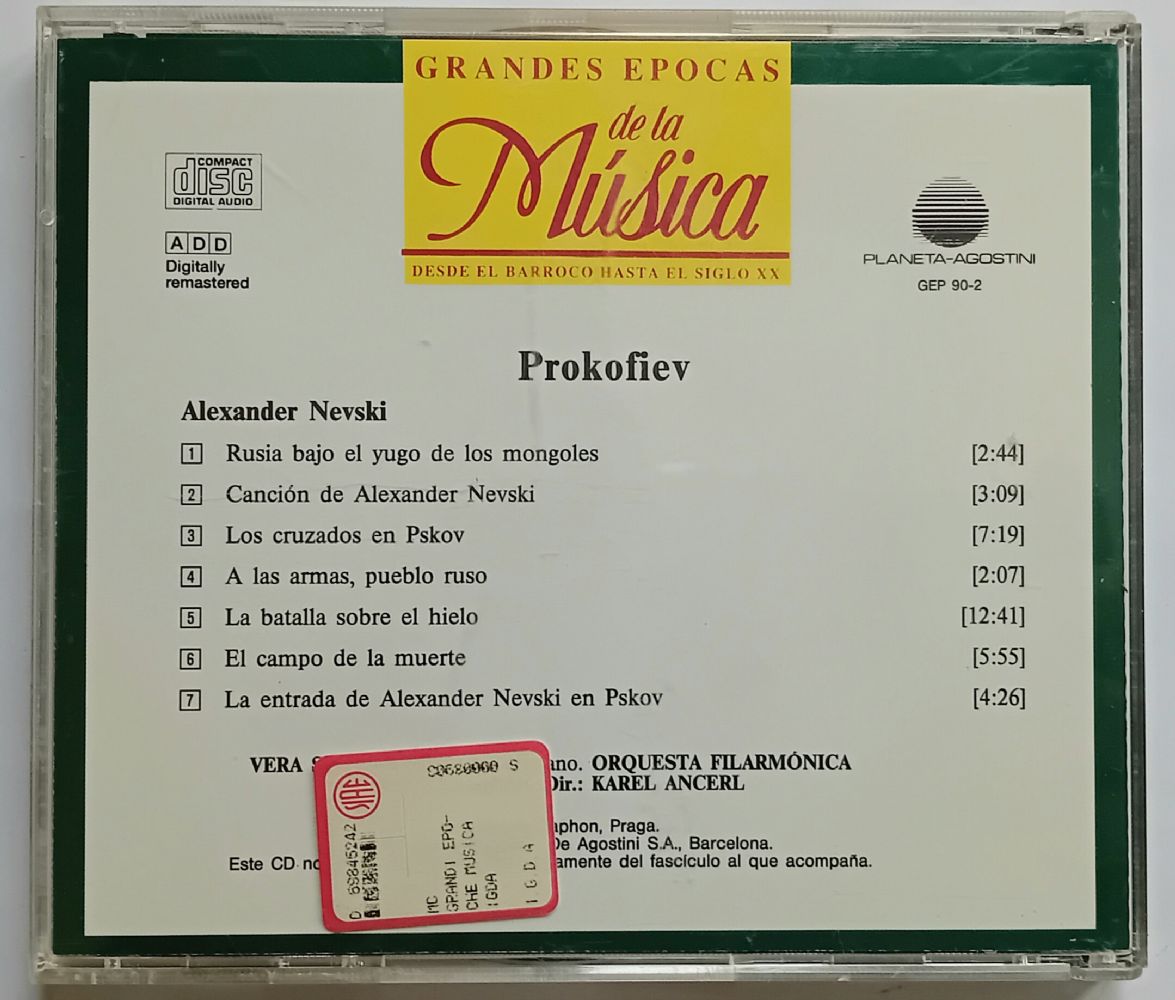 GRANDES EPOCAS
de la
Música
DESDE EL BARROCO HASTA EL SIGLO XX
COMPACT
disc
DIGITAL AUDIO
A D D
Digitally
remastered
PLANETA-AGOSTINI
GEP 90-2
Prokofiev
Alexander Nevski
1 Rusia bajo el yugo de los mongoles [2:44]
2 Canción de Alexander Nevski [3:09]
3 Los cruzados en Pskov [7:19]
4 A las armas, pueblo ruso [2:07]
5 La batalla sobre el hielo [12:41]
6 El campo de la muerte [5:55]
7 La entrada de Alexander Nevski en Pskov [4:26]
VERA S ano. ORQUESTA FILARMÓNICA
Dir.: KAREL ANCERL
aphon, Praga.
De Agostini S.A., Barcelona.
Este CD no amente del fascículo al que acompaña.
SIAE
D 69845242
MC
GRANDI EPO-
CHE MUSICA
IGDA
I.G.D.A